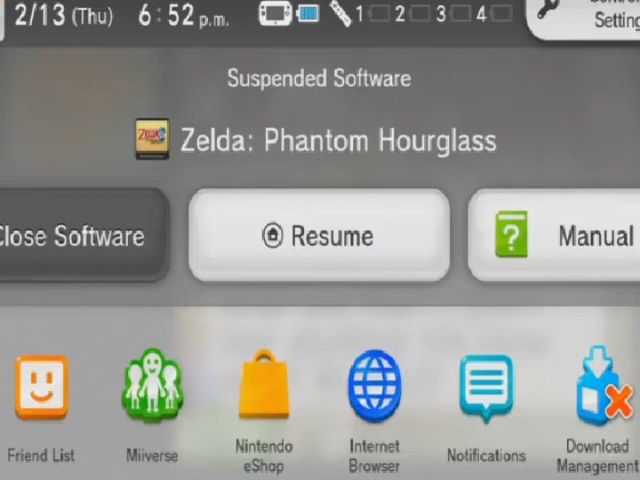 2/13 (Thu) 6:52 p.m. 1 2 3 4
Setting
Suspended Software
ZELDA
Zelda: Phantom Hourglass
Close Software
Resume
? Manual
Friend List
Miiverse
Nintendo
eShop
Internet
Browser
Notifications
Download
Management